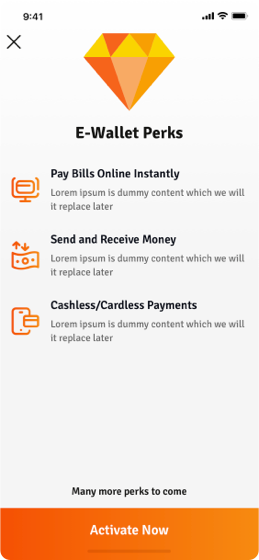 9:41
E-Wallet Perks
Pay Bills Online Instantly
Lorem ipsum is dummy content which we will
it replace later
Send and Receive Money
Lorem ipsum is dummy content which we will
it replace later
Cashless/Cardless Payments
Lorem ipsum is dummy content which we will
it replace later
Many more perks to come
Activate Now